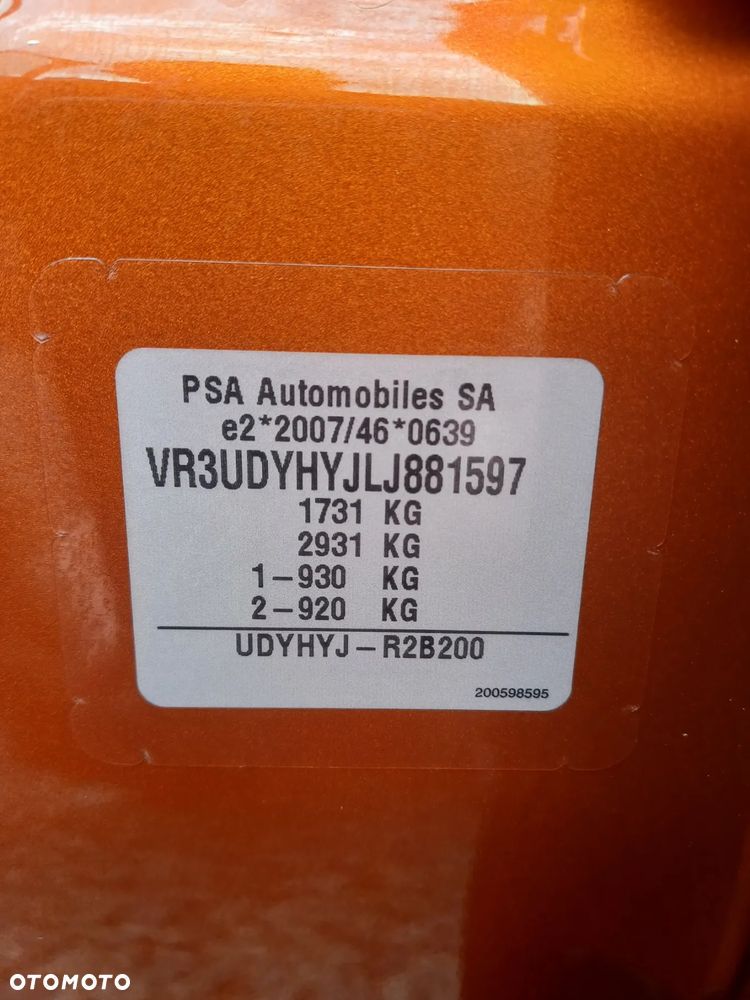 PSA Automobiles SA
e2*2007/46*0639
VR3UDYHYJLJ881597
1731 KG
2931 KG
1-930 KG
2-920 KG
UDYHYJ-R2B200
200598595
OTOMOTO